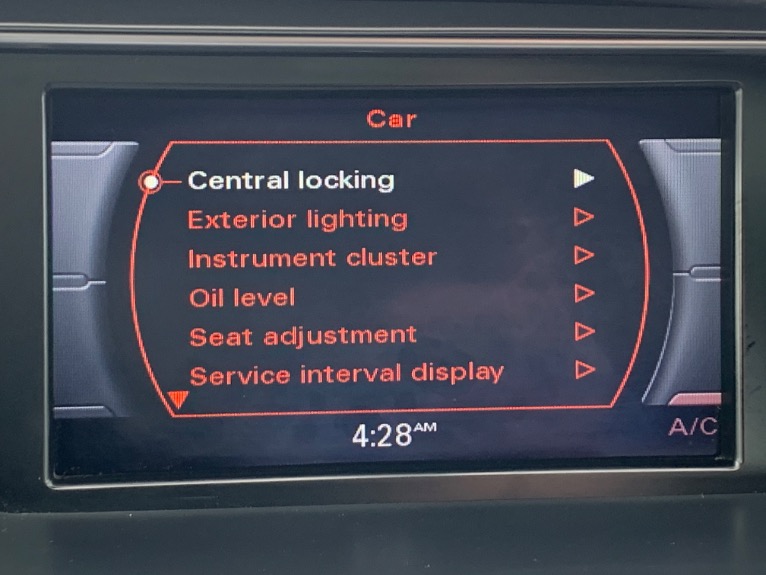 Car
Central locking
Exterior lighting
Instrument cluster
Oil level
Seat adjustment
Service interval display
4:28AM
A/C